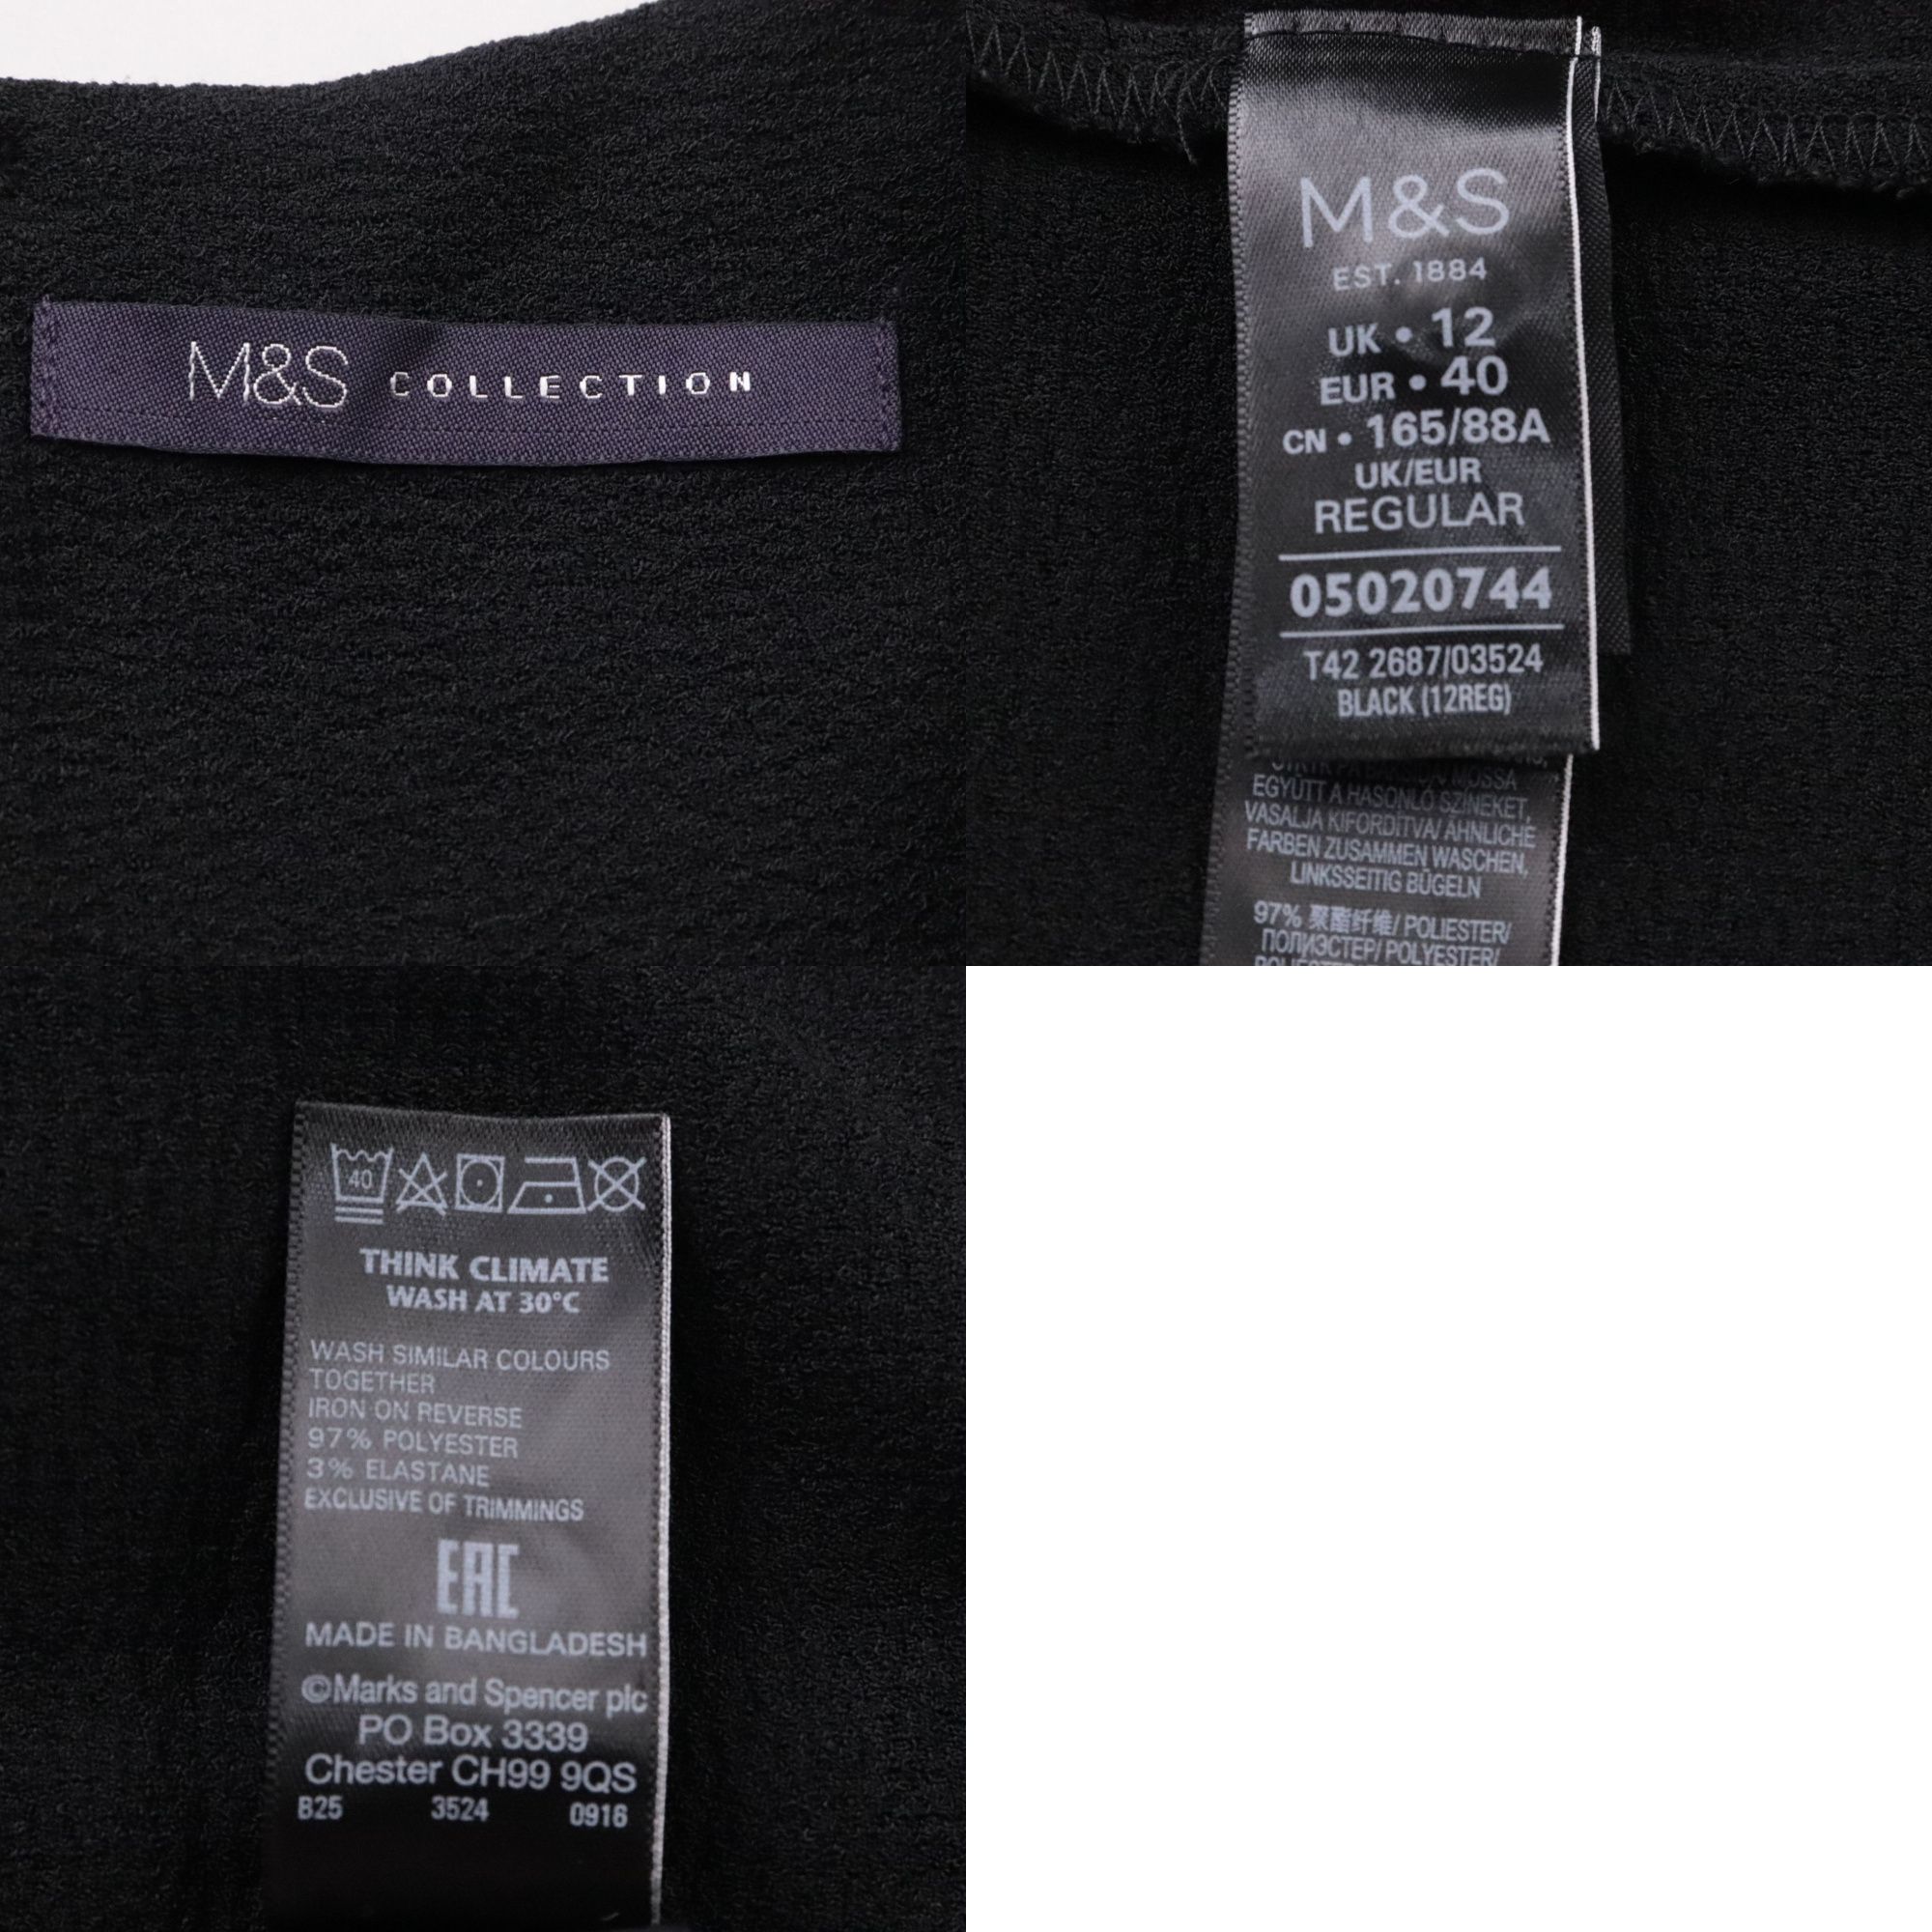 M&S COLLECTION
M&S
EST. 1884
UK • 12
EUR • 40
CN • 165/88A
UK/EUR
REGULAR
05020744
T42 2687/03524
BLACK (12REG)
MOSSA
EGYÜTT A HASONLÓ SZÍNEKET,
VASALJA KIFORDÍTVA/ ÄHNLICHE
FARBEN ZUSAMMEN WASCHEN,
LINKSSEITIG BÜGELN
97% 聚酯纤维/ POLIESTER/
ПОЛИЭСТЕР/ POLYESTER/
40
THINK CLIMATE
WASH AT 30°C
WASH SIMILAR COLOURS
TOGETHER
IRON ON REVERSE
97% POLYESTER
3% ELASTANE
EXCLUSIVE OF TRIMMINGS
EAC
MADE IN BANGLADESH
©Marks and Spencer plc
PO Box 3339
Chester CH99 9QS
B25 3524 0916